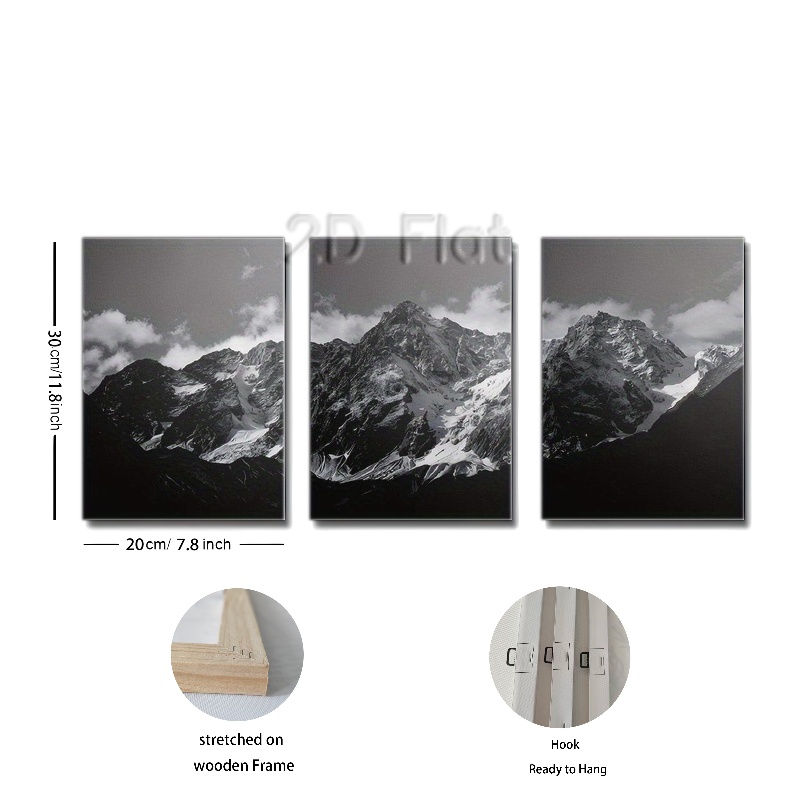 2D Flat
30cm/11.8inch
20cm/ 7.8 inch
stretched on
wooden Frame
Hook
Ready to Hang